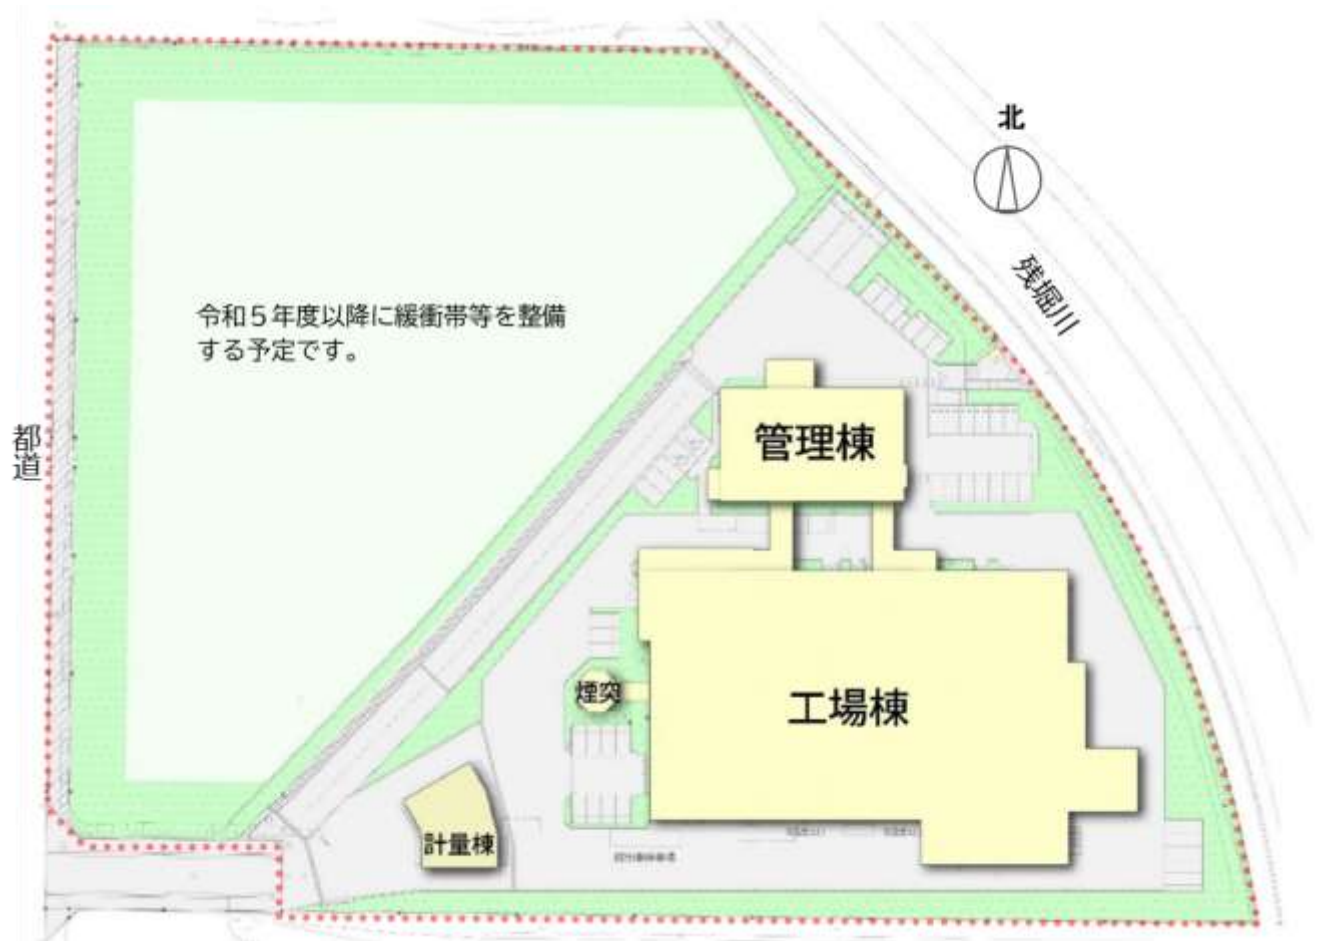 北
残堀川
令和5年度以降に緩衝帯等を整備
する予定です。
都道
管理棟
煙突
工場棟
計量棟